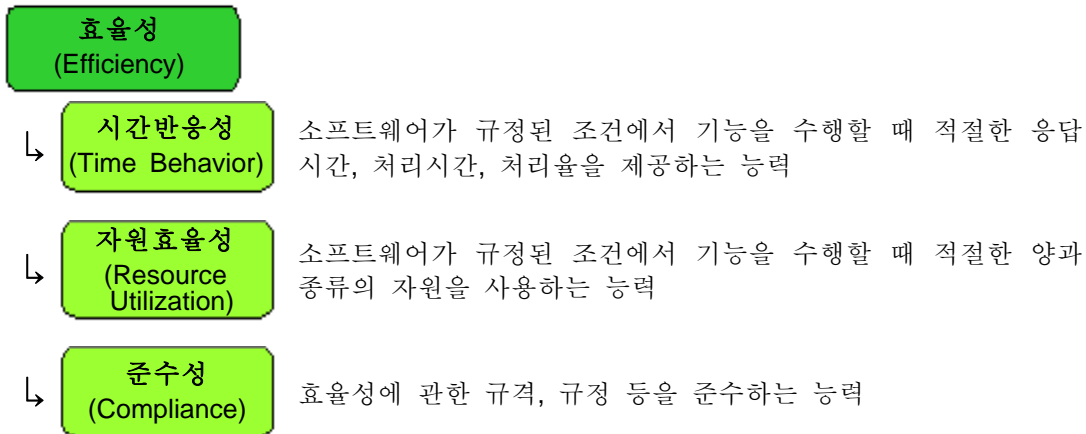 효율성
(Efficiency)
↳ 시간반응성
(Time Behavior)
소프트웨어가 규정된 조건에서 기능을 수행할 때 적절한 응답
시간, 처리시간, 처리율을 제공하는 능력
↳ 자원효율성
(Resource
Utilization)
소프트웨어가 규정된 조건에서 기능을 수행할 때 적절한 양과
종류의 자원을 사용하는 능력
↳ 준수성
(Compliance)
효율성에 관한 규격, 규정 등을 준수하는 능력